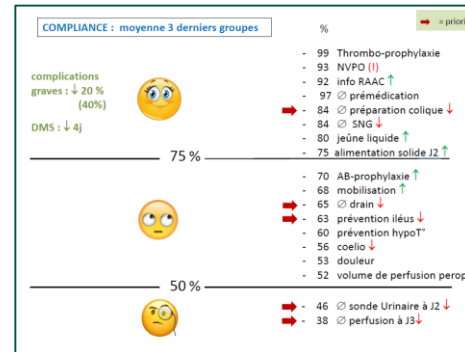 COMPLIANCE : moyenne 3 derniers groupes
%
= priori
complications
graves : ↓ 20 %
(40%)
DMS : ↓ 4j
- 99 Thrombo-prophylaxie
- 93 NVPO (!)
- 92 info RAAC ↑
- 97 ∅ prémédication
- 84 ∅ préparation colique ↓
- 84 ∅ SNG ↓
- 80 jeûne liquide ↑
- 75 alimentation solide J2 ↑
75 %
- 70 AB-prophylaxie ↑
- 68 mobilisation ↑
- 65 ∅ drain ↓
- 63 prévention iléus ↓
- 60 prévention hypoT°
- 56 coelio ↓
- 53 douleur
- 52 volume de perfusion perop
50 %
- 46 ∅ sonde Urinaire à J2 ↓
- 38 ∅ perfusion à J3 ↓